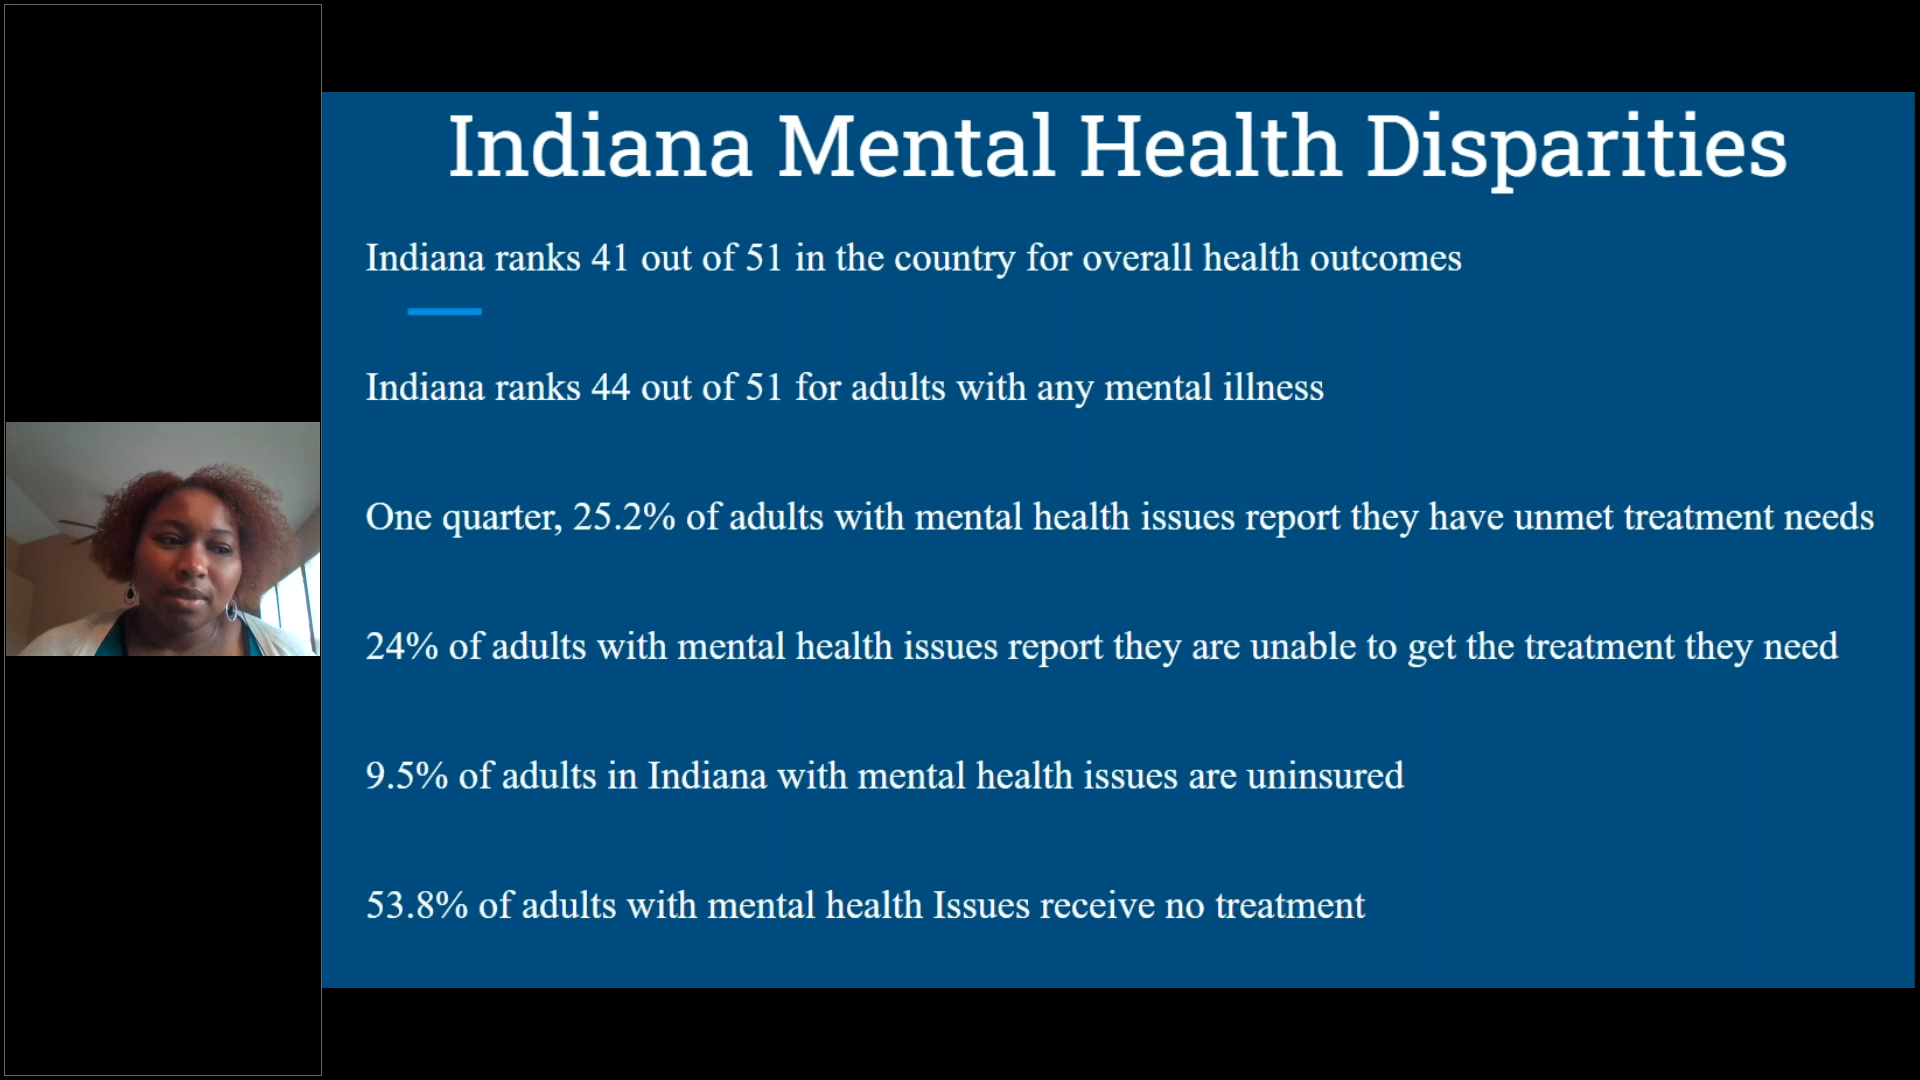 Indiana Mental Health Disparities
Indiana ranks 41 out of 51 in the country for overall health outcomes
Indiana ranks 44 out of 51 for adults with any mental illness
One quarter, 25.2% of adults with mental health issues report they have unmet treatment needs
24% of adults with mental health issues report they are unable to get the treatment they need
9.5% of adults in Indiana with mental health issues are uninsured
53.8% of adults with mental health Issues receive no treatment